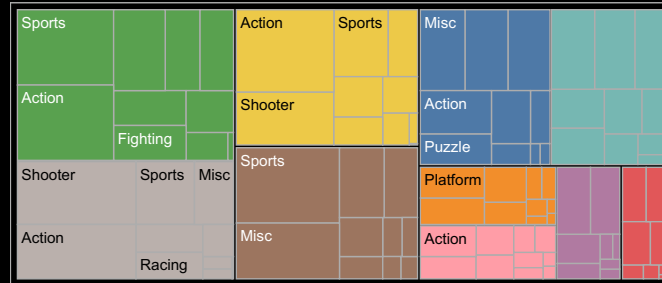 Sports
Action
Fighting
Shooter
Sports
Misc
Action
Racing
Action
Sports
Shooter
Sports
Misc
Misc
Action
Puzzle
Platform
Action